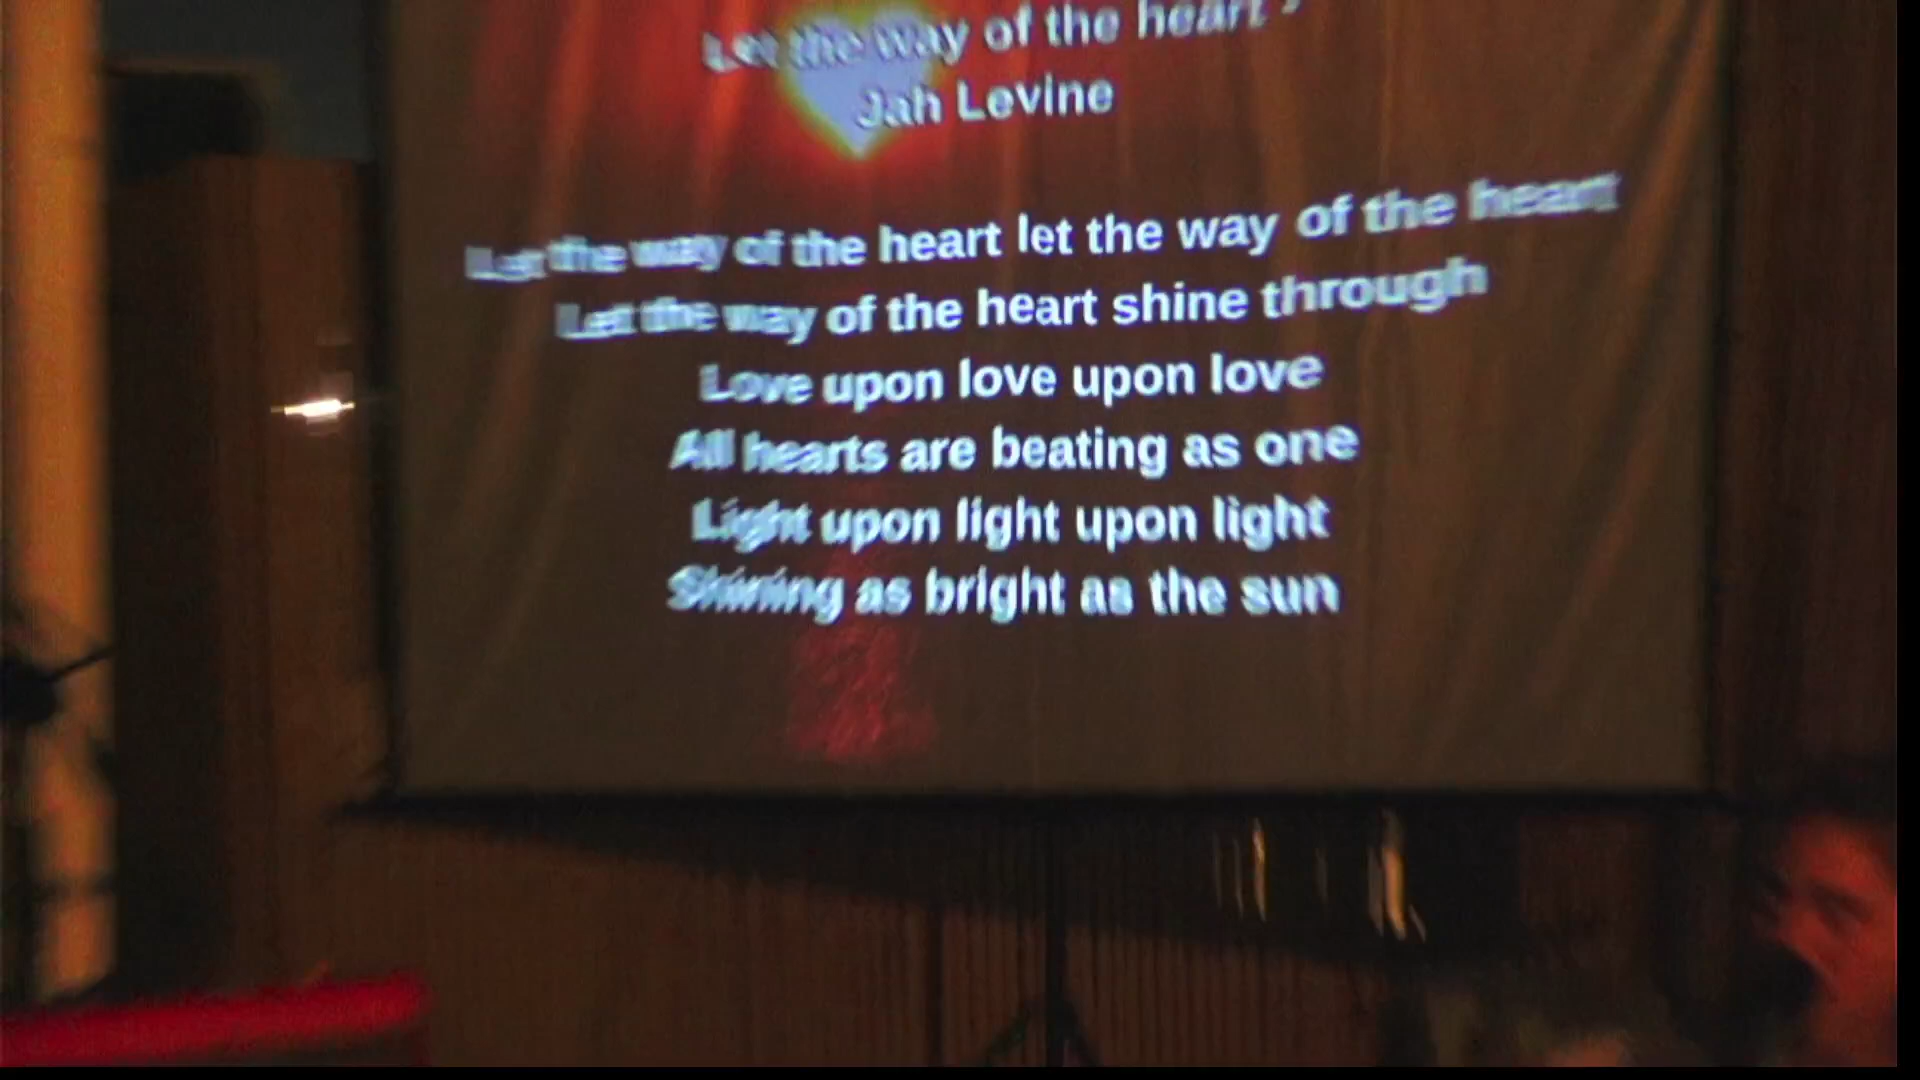 Let the way of the heart
Jah Levine
Let the way of the heart let the way of the heart
Let the way of the heart shine through
Love upon love upon love
All hearts are beating as one
Light upon light upon light
Shining as bright as the sun